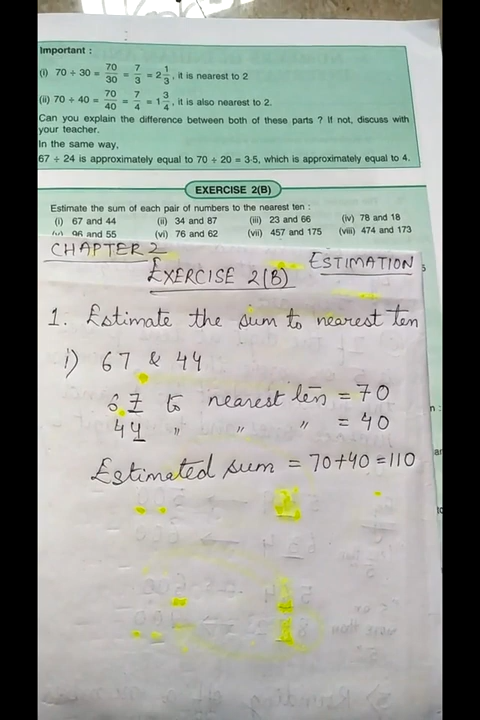 Important :
(i) 70 ÷ 30 = 70/30 = 7/3 = 2 1/3, it is nearest to 2
(ii) 70 ÷ 40 = 70/40 = 7/4 = 1 3/4, it is also nearest to 2.
Can you explain the difference between both of these parts ? If not, discuss with
your teacher.
In the same way,
67 ÷ 24 is approximately equal to 70 ÷ 20 = 3·5, which is approximately equal to 4.
EXERCISE 2(B)
Estimate the sum of each pair of numbers to the nearest ten :
(i) 67 and 44 (ii) 34 and 87 (iii) 23 and 66 (iv) 78 and 18
(v) 96 and 55 (vi) 76 and 62 (vii) 457 and 175 (viii) 474 and 173
CHAPTER 2
ESTIMATION
EXERCISE 2(B)
1. Estimate the sum to nearest ten
i) 67 & 44
67 to nearest ten = 70
44 " " " = 40
Estimated sum = 70+40 = 110